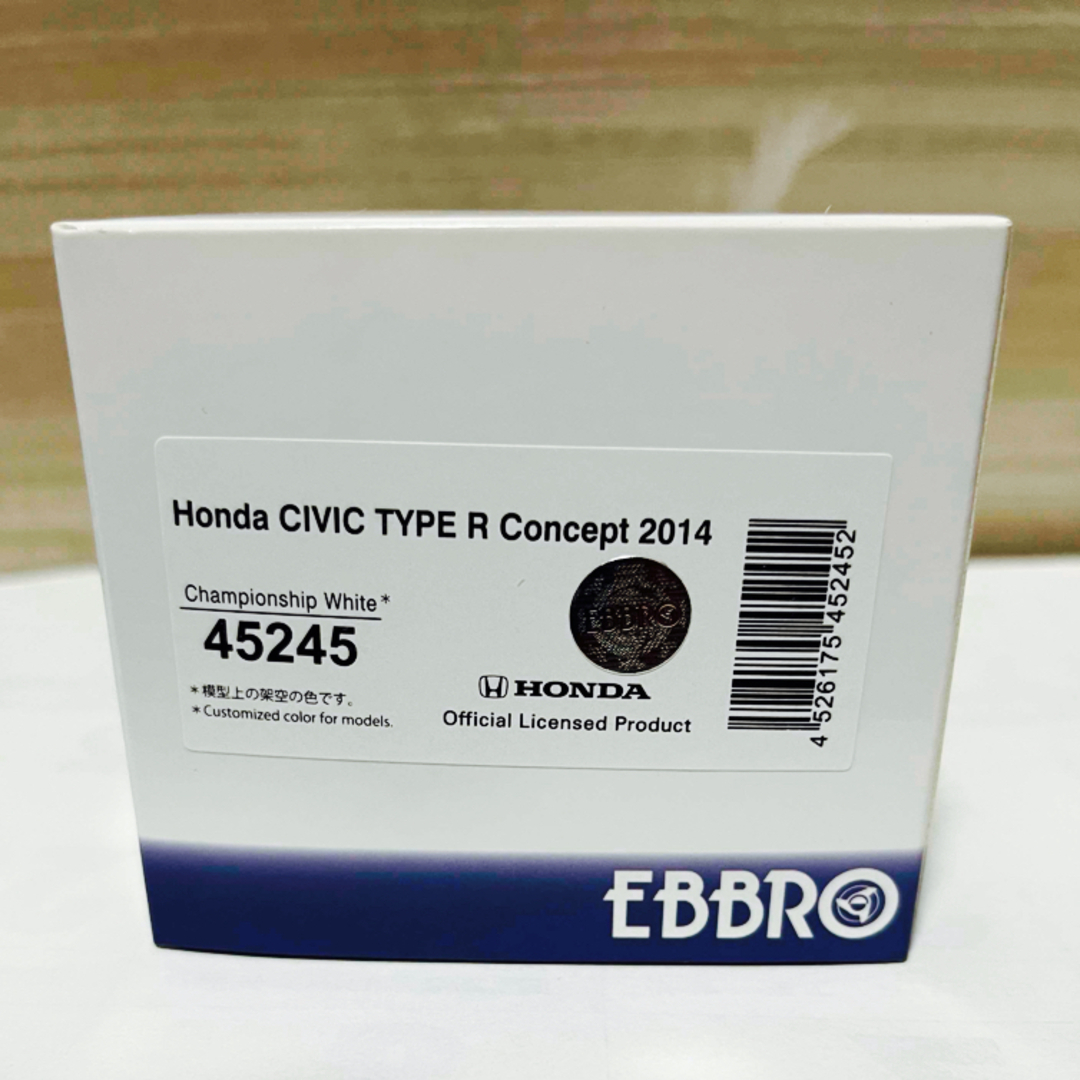 Honda CIVIC TYPE R Concept 2014
Championship White*
45245
*模型上の架空の色です。
*Customized color for models.
EBBRO
HONDA
Official Licensed Product
4 526175 452452
EBBRO